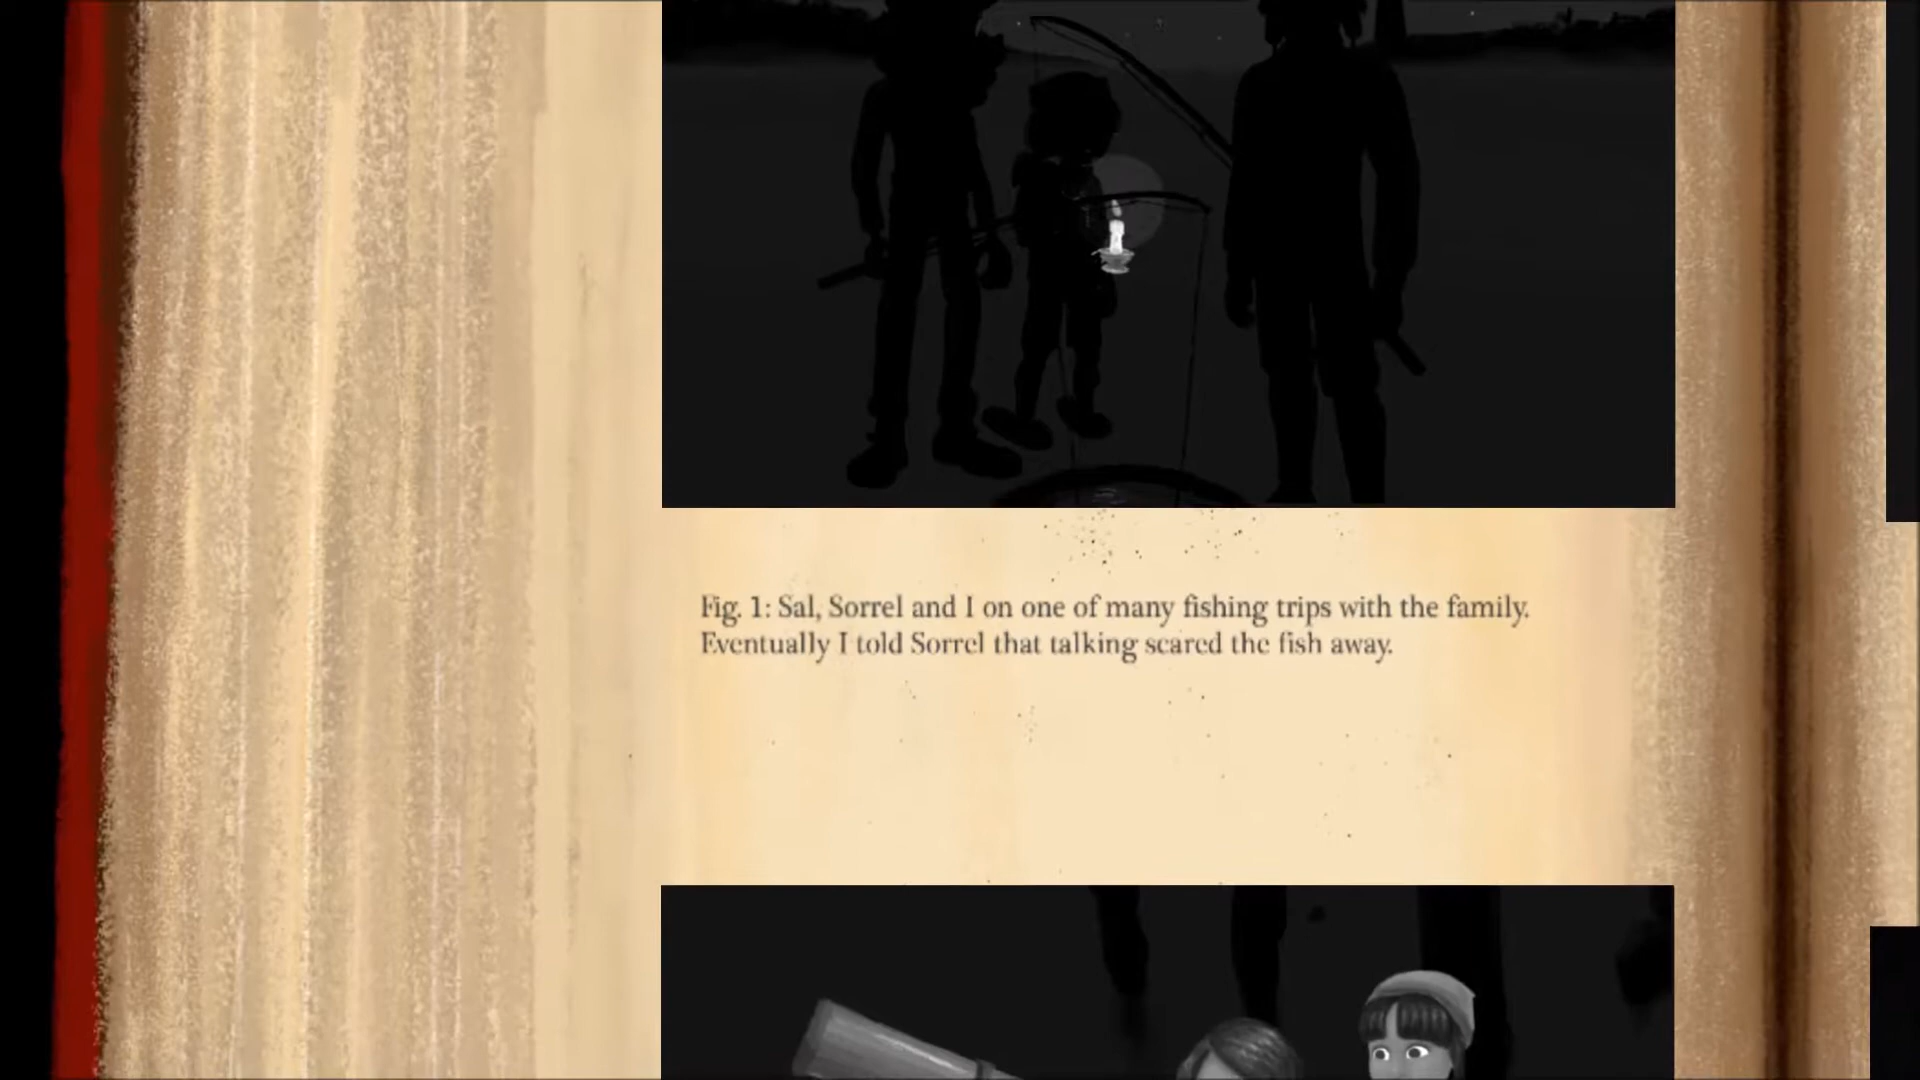 Fig. 1: Sal, Sorrel and I on one of many fishing trips with the family.
Eventually I told Sorrel that talking scared the fish away.